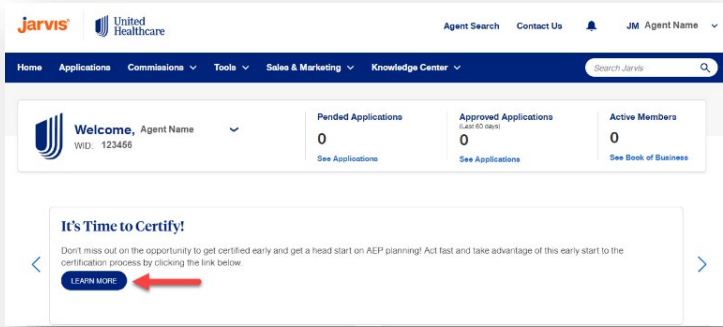 jarvis United Healthcare Agent Search Contact Us JM Agent Name
Home Applications Commissions Tools Sales & Marketing Knowledge Center Search Jarvis
Welcome, Agent Name
WID: 123456
Pended Applications
0
See Applications
Approved Applications
(Last 60 days)
0
See Applications
Active Members
0
See Book of Business
It's Time to Certify!
Don't miss out on the opportunity to get certified early and get a head start on AEP planning! Act fast and take advantage of this early start to the
certification process by clicking the link below.
LEARN MORE